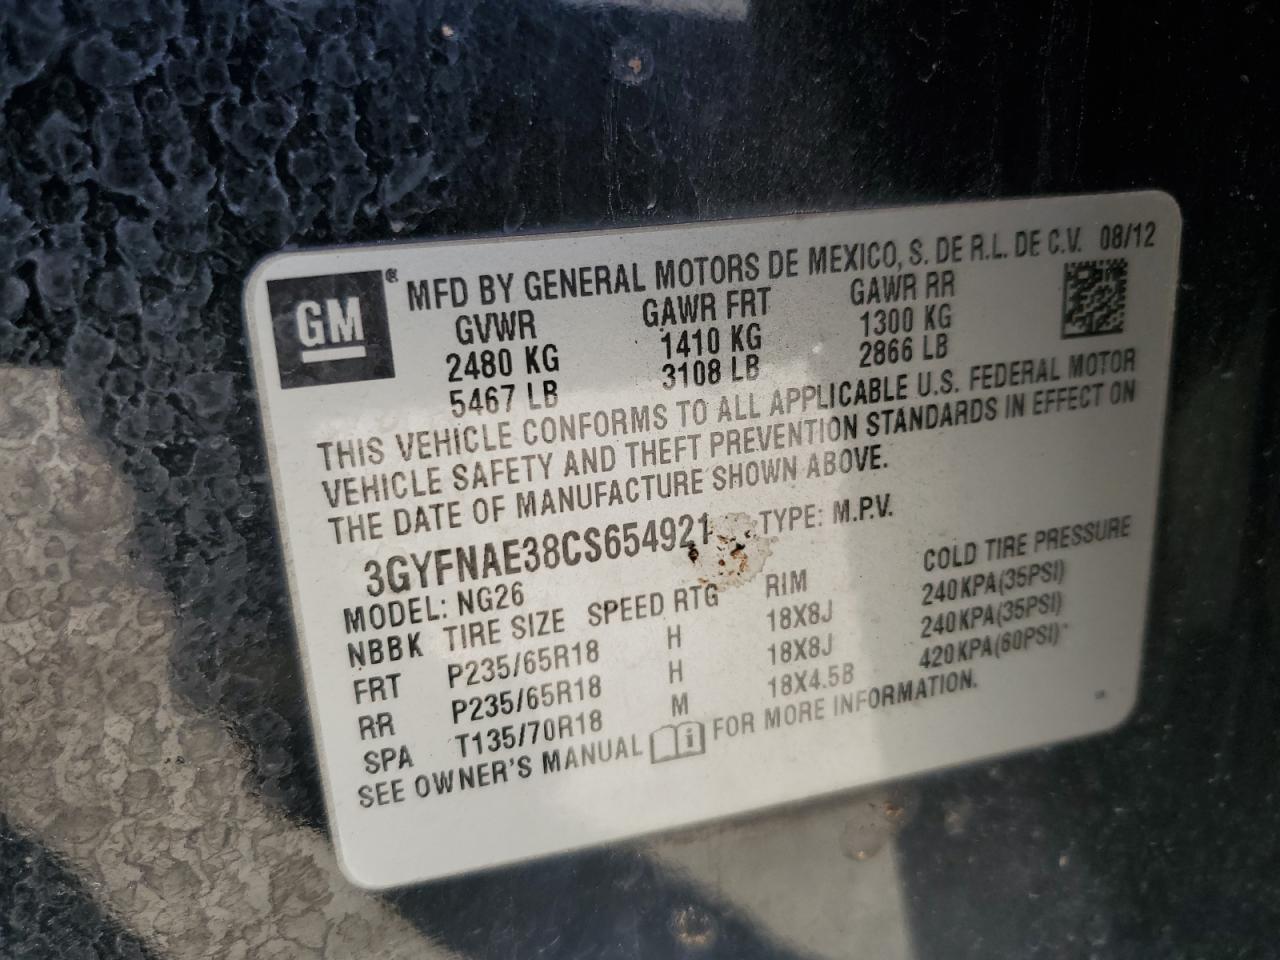 GM ® MFD BY GENERAL MOTORS DE MEXICO, S. DE R.L. DE C.V. 08/12
GVWR GAWR FRT GAWR RR
2480 KG 1410 KG 1300 KG
5467 LB 3108 LB 2866 LB
THIS VEHICLE CONFORMS TO ALL APPLICABLE U.S. FEDERAL MOTOR
VEHICLE SAFETY AND THEFT PREVENTION STANDARDS IN EFFECT ON
THE DATE OF MANUFACTURE SHOWN ABOVE.
3GYFNAE38CS654921 TYPE: M.P.V.
MODEL: NG26
NBBK TIRE SIZE SPEED RTG RIM COLD TIRE PRESSURE
FRT P235/65R18 H 18X8J 240KPA(35PSI)
RR P235/65R18 H 18X8J 240KPA(35PSI)
SPA T135/70R18 M 18X4.5B 420KPA(60PSI)
SEE OWNER'S MANUAL i FOR MORE INFORMATION.